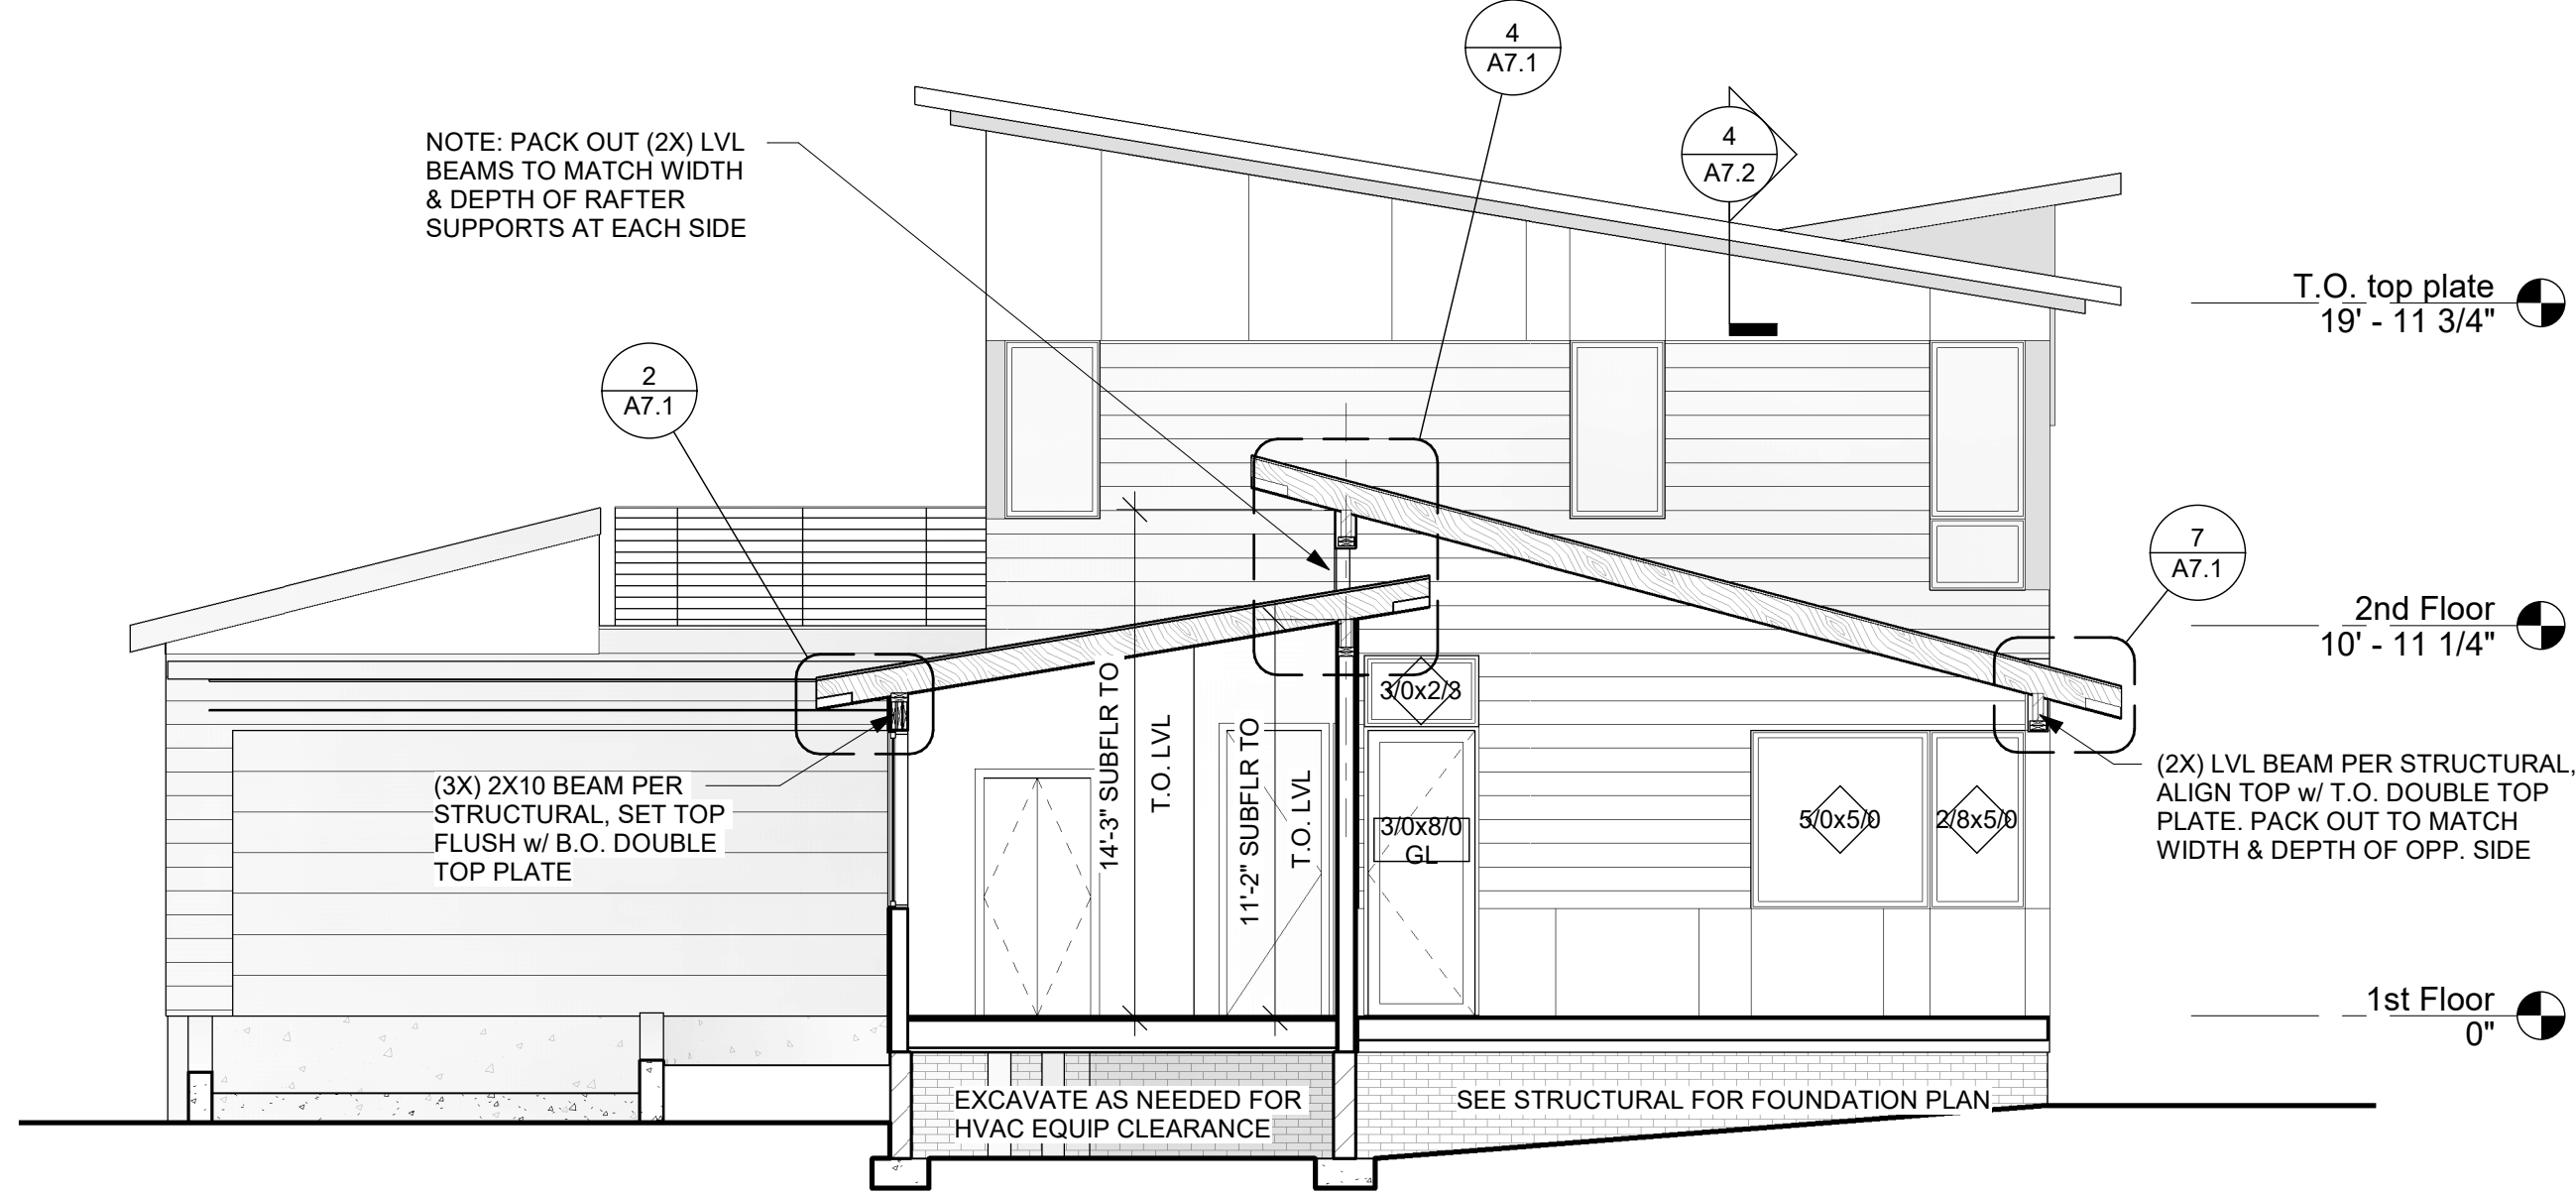 4
A7.1
4
A7.2
NOTE: PACK OUT (2X) LVL
BEAMS TO MATCH WIDTH
& DEPTH OF RAFTER
SUPPORTS AT EACH SIDE
T.O. top plate
19' - 11 3/4"
2
A7.1
7
A7.1
2nd Floor
10' - 11 1/4"
14'-3" SUBFLR TO
T.O. LVL
11'-2" SUBFLR TO
T.O. LVL
3/0x2/3
3/0x8/0
GL
5/0x5/0
2/8x5/0
(3X) 2X10 BEAM PER
STRUCTURAL, SET TOP
FLUSH w/ B.O. DOUBLE
TOP PLATE
(2X) LVL BEAM PER STRUCTURAL,
ALIGN TOP w/ T.O. DOUBLE TOP
PLATE. PACK OUT TO MATCH
WIDTH & DEPTH OF OPP. SIDE
1st Floor
0"
EXCAVATE AS NEEDED FOR
HVAC EQUIP CLEARANCE
SEE STRUCTURAL FOR FOUNDATION PLAN